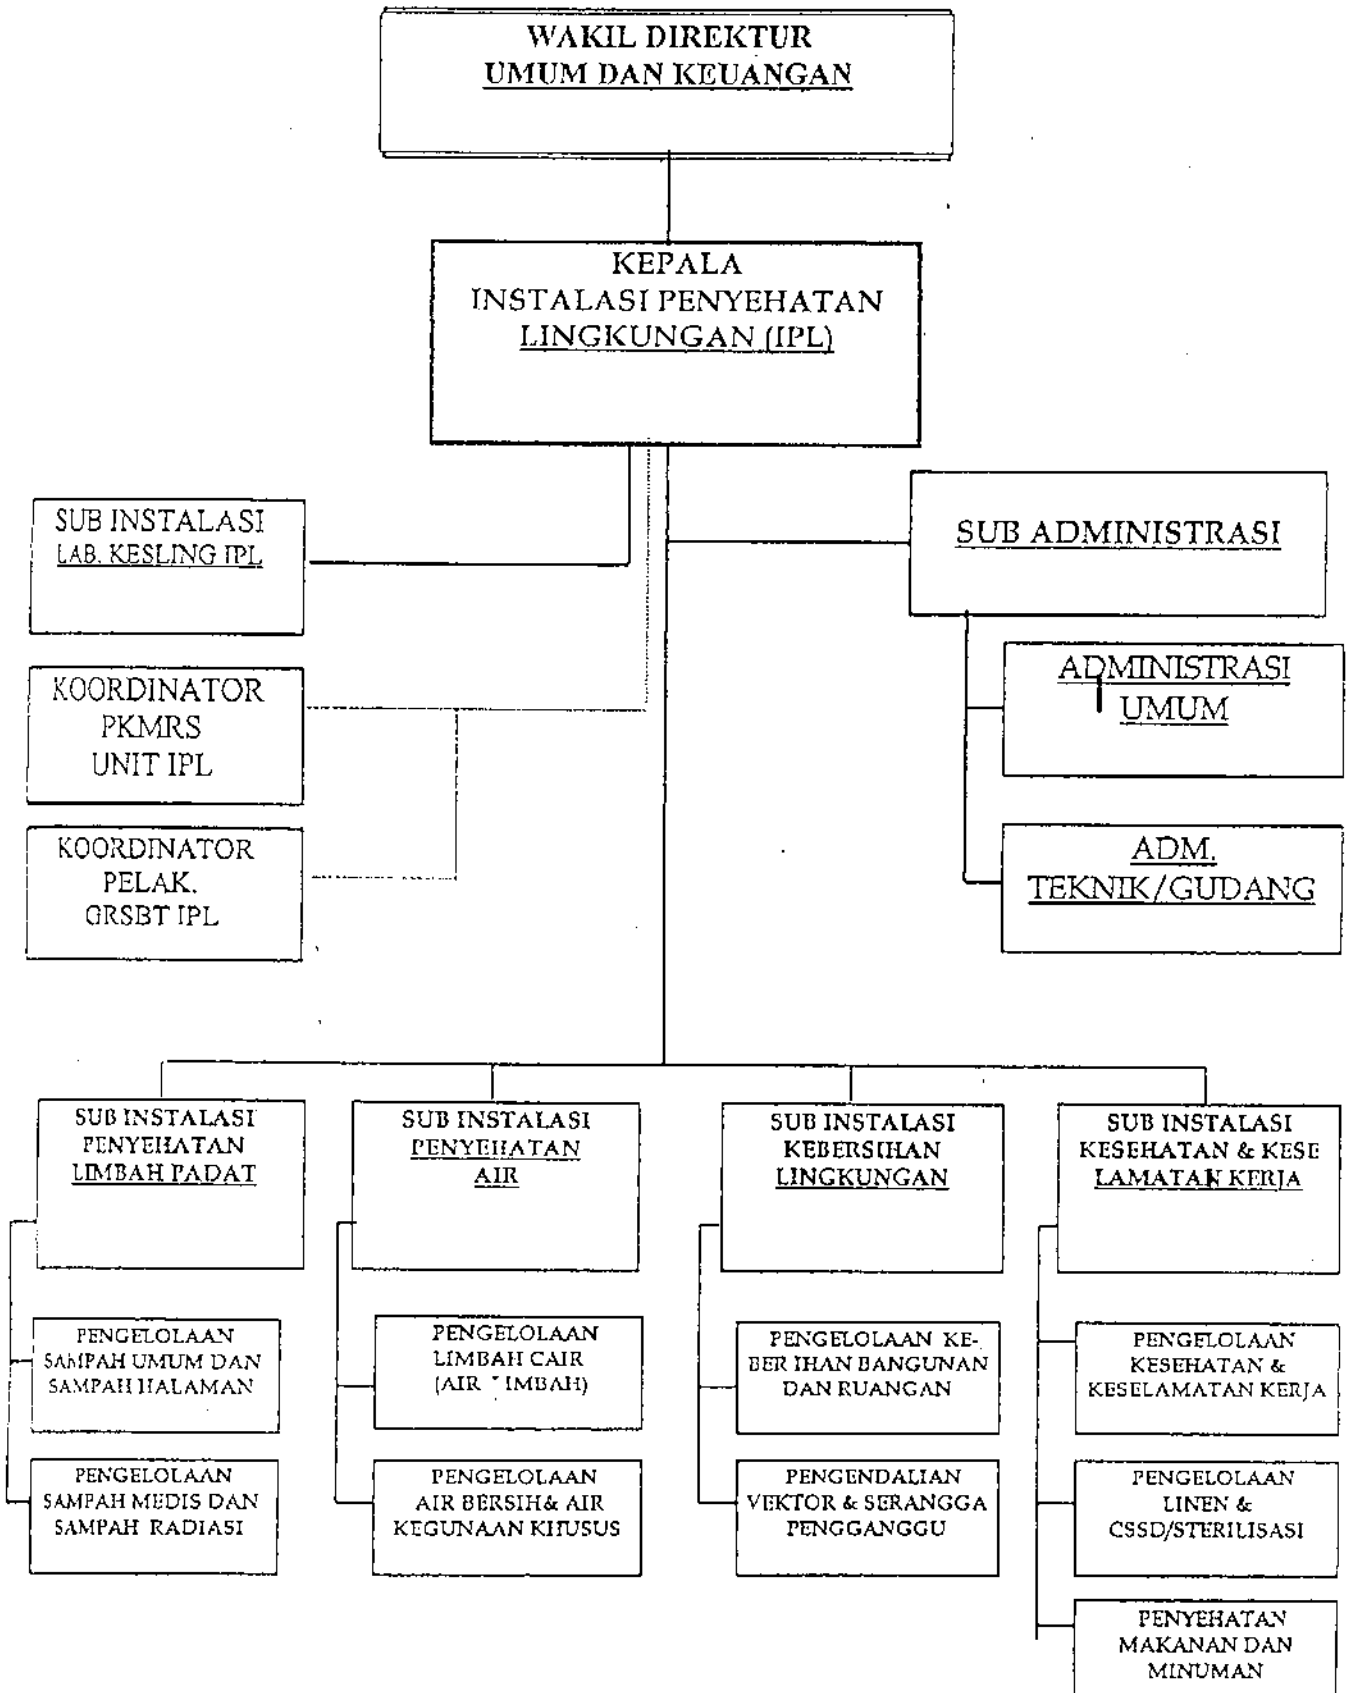 WAKIL DIREKTUR
UMUM DAN KEUANGAN
KEPALA
INSTALASI PENYEHATAN
LINGKUNGAN (IPL)
SUB INSTALASI
LAB. KESLING IPL
SUB ADMINISTRASI
KOORDINATOR
PKMRS
UNIT IPL
ADMINISTRASI
UMUM
KOORDINATOR
PELAK.
GRSBT IPL
ADM.
TEKNIK/GUDANG
SUB INSTALASI
PENYEHATAN
LIMBAH PADAT
SUB INSTALASI
PENYEHATAN
AIR
SUB INSTALASI
KEBERSIHAN
LINGKUNGAN
SUB INSTALASI
KESEHATAN & KESE
LAMATAN KERJA
PENGELOLAAN
SAMPAH UMUM DAN
SAMPAH HALAMAN
PENGELOLAAN
LIMBAH CAIR
(AIR IMBAH)
PENGELOLAAN KE-
BER IHAN BANGUNAN
DAN RUANGAN
PENGELOLAAN
KESEHATAN &
KESELAMATAN KERJA
PENGELOLAAN
SAMPAH MEDIS DAN
SAMPAH RADIASI
PENGELOLAAN
AIR BERSIH& AIR
KEGUNAAN KHUSUS
PENGENDALIAN
VEKTOR & SERANGGA
PENGGANGGU
PENGELOLAAN
LINEN &
CSSD/STERILISASI
PENYEHATAN
MAKANAN DAN
MINUMAN